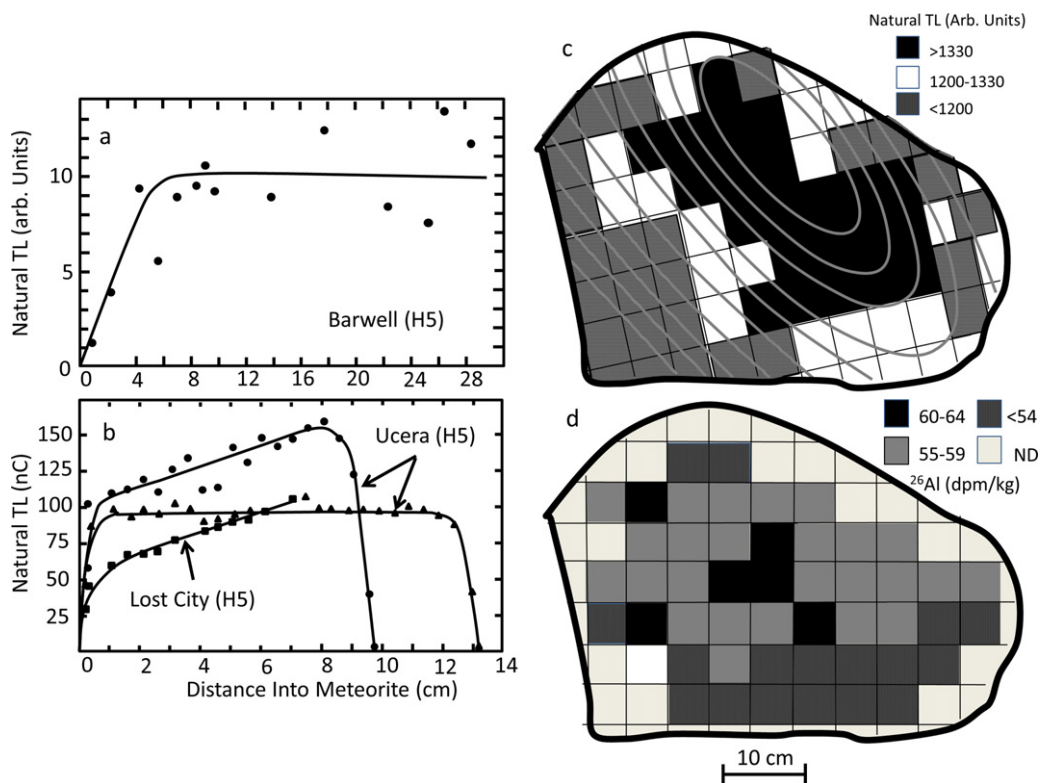 a
Natural TL (arb. Units)
10
5
0
Barwell (H5)
0 4 8 12 16 20 24 28
b
Natural TL (nC)
150
125
100
75
50
25
Ucera (H5)
Lost City (H5)
0 2 4 6 8 10 12 14
Distance Into Meteorite (cm)
c
Natural TL (Arb. Units)
>1330
1200-1330
<1200
d
60-64
<54
55-59
ND
²⁶Al (dpm/kg)
10 cm